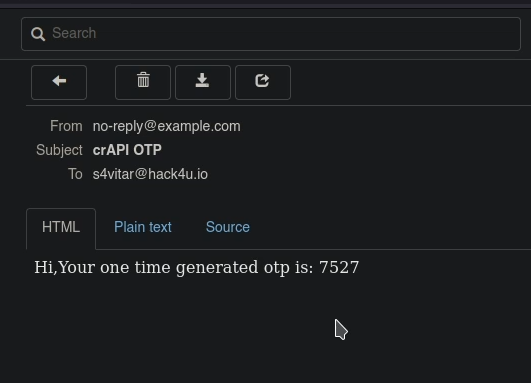 Search
From no-reply@example.com
Subject crAPI OTP
To s4vitar@hack4u.io
HTML Plain text Source
Hi,Your one time generated otp is: 7527